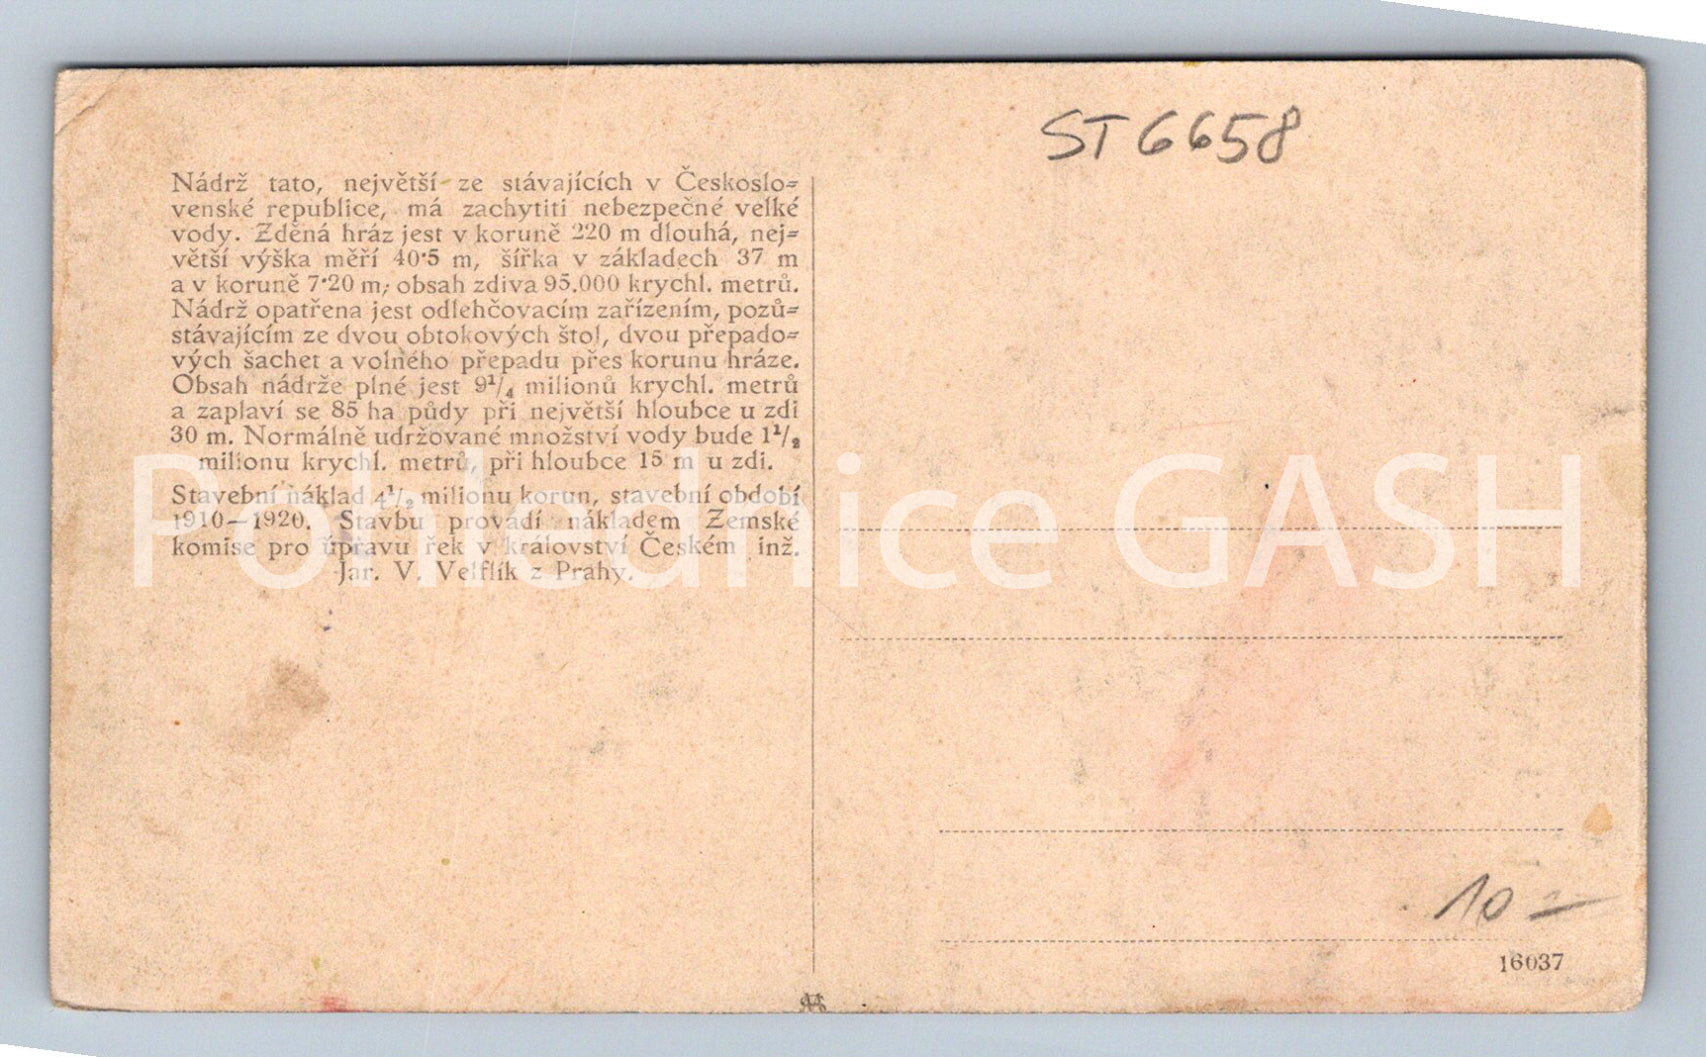 ST 6658
Nádrž tato, největší ze stávajících v Českoslo=
venské republice, má zachytiti nebezpečné velké
vody. Zděná hráz jest v koruně 220 m dlouhá, nej=
větší výška měří 40·5 m, šířka v základech 37 m
a v koruně 7·20 m; obsah zdiva 95.000 krychl. metrů.
Nádrž opatřena jest odlehčovacím zařízením, pozů=
stávajícím ze dvou obtokových štol, dvou přepado=
vých šachet a volného přepadu přes korunu hráze.
Obsah nádrže plné jest 9¹/₄ milionů krychl. metrů
a zaplaví se 85 ha půdy při největší hloubce u zdi
30 m. Normálně udržované množství vody bude 1¹/₂
milionu krychl. metrů, při hloubce 15 m u zdi.
Stavební náklad 4¹/₂ milionu korun, stavební období
1910—1920. Stavbu provádí nákladem Zemské
komise pro úpravu řek v království Českém inž.
Jar. V. Velflík z Prahy.
Pohlednice GASH
10 —
16037